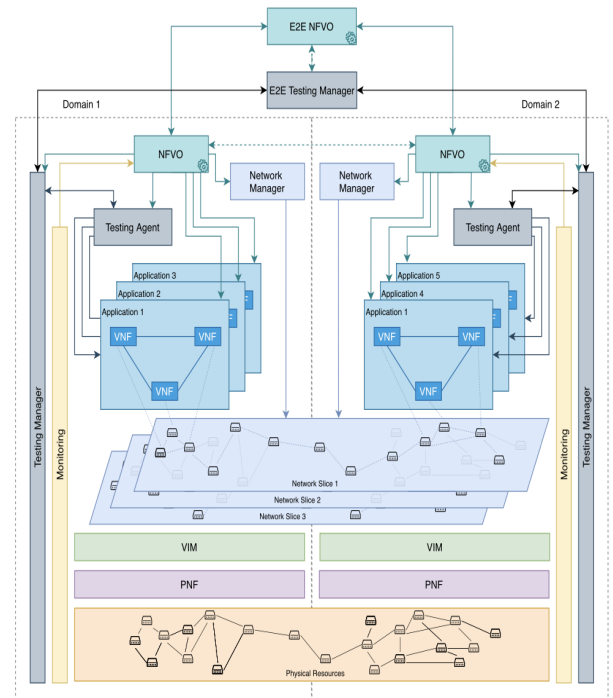 E2E NFVO
E2E Testing Manager
Domain 1
Domain 2
NFVO
NFVO
Network
Manager
Network
Manager
Testing Agent
Testing Agent
Application 3
Application 2
Application 1
VNF
VNF
VNF
Application 5
Application 4
Application 1
VNF
VNF
VNF
F
Testing Manager
Monitoring
Monitoring
Testing Manager
Network Slice 1
Network Slice 2
Network Slice 3
VIM
VIM
PNF
PNF
Physical Resources